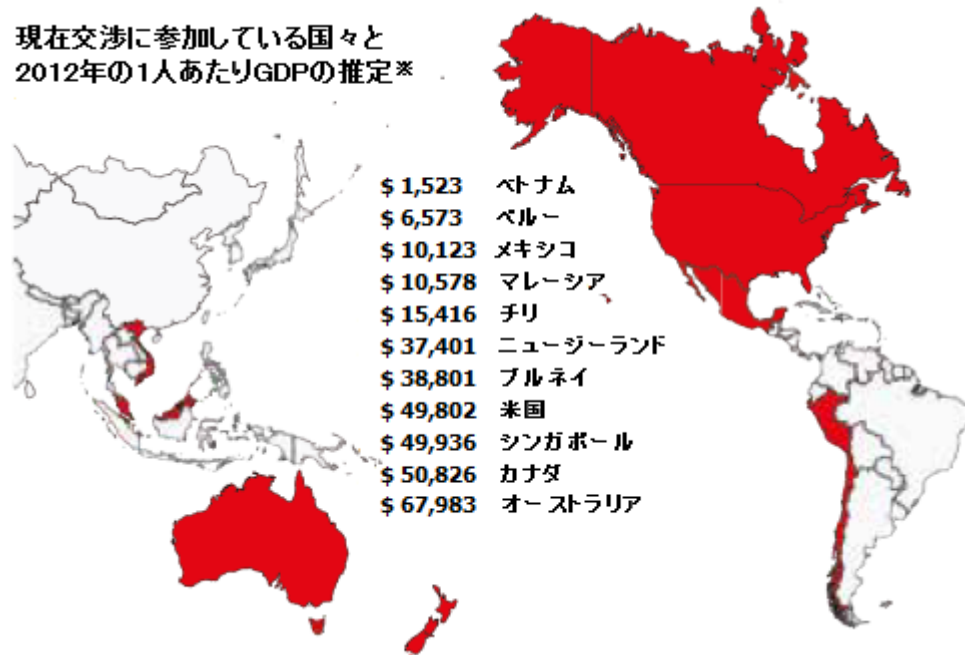 現在交渉に参加している国々と
2012年の1人あたりGDPの推定※
$ 1,523 ベトナム
$ 6,573 ペルー
$ 10,123 メキシコ
$ 10,578 マレーシア
$ 15,416 チリ
$ 37,401 ニュージーランド
$ 38,801 ブルネイ
$ 49,802 米国
$ 49,936 シンガポール
$ 50,826 カナダ
$ 67,983 オーストラリア